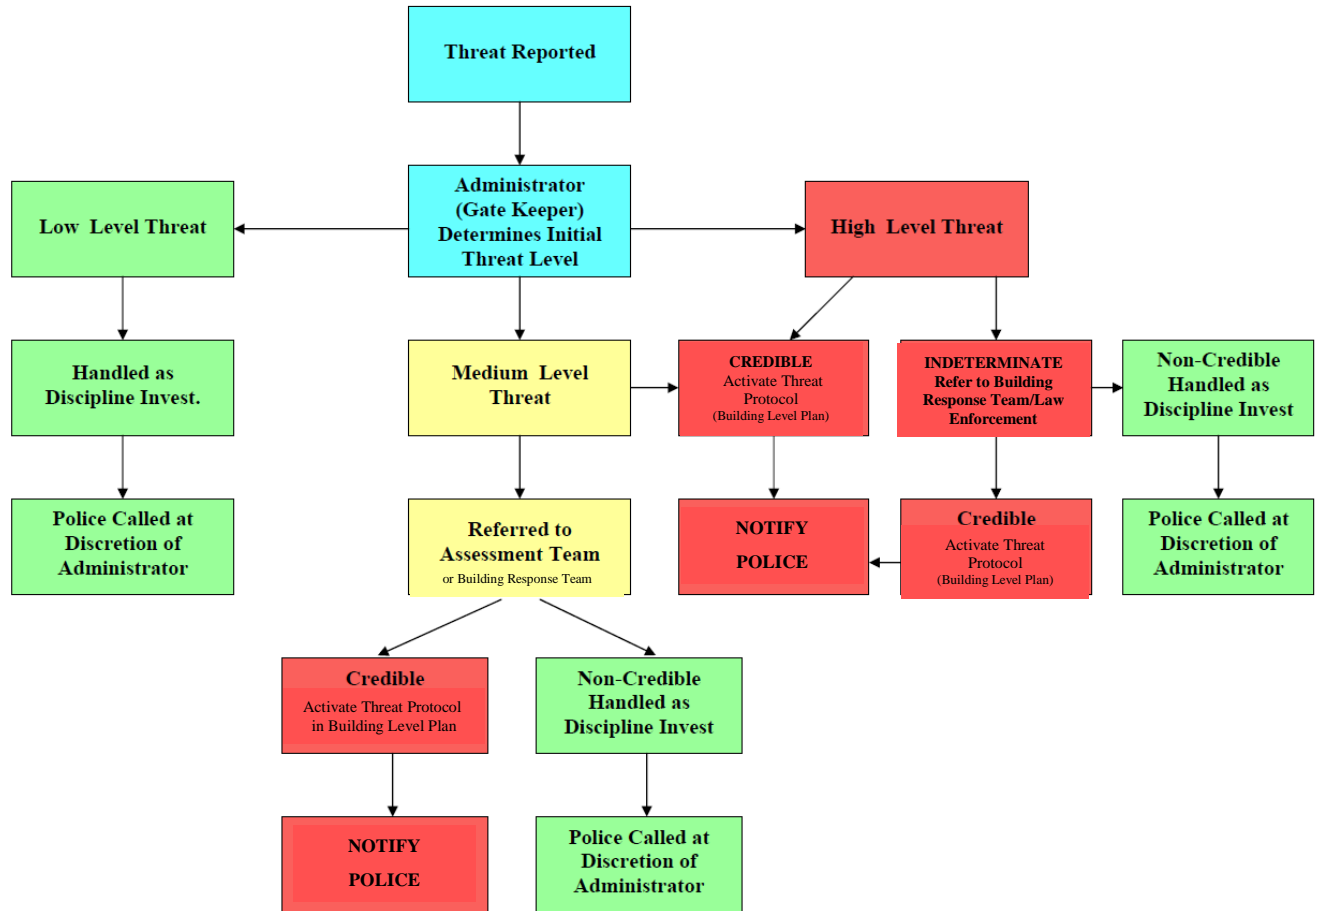 Threat Reported
Administrator
(Gate Keeper)
Determines Initial
Threat Level
Low Level Threat
High Level Threat
Handled as
Discipline Invest.
Medium Level
Threat
CREDIBLE
Activate Threat
Protocol
(Building Level Plan)
INDETERMINATE
Refer to Building
Response Team/Law
Enforcement
Non-Credible
Handled as
Discipline Invest
Police Called at
Discretion of
Administrator
Referred to
Assessment Team
or Building Response Team
NOTIFY
POLICE
Credible
Activate Threat
Protocol
(Building Level Plan)
Police Called at
Discretion of
Administrator
Credible
Activate Threat Protocol
in Building Level Plan
Non-Credible
Handled as
Discipline Invest
NOTIFY
POLICE
Police Called at
Discretion of
Administrator